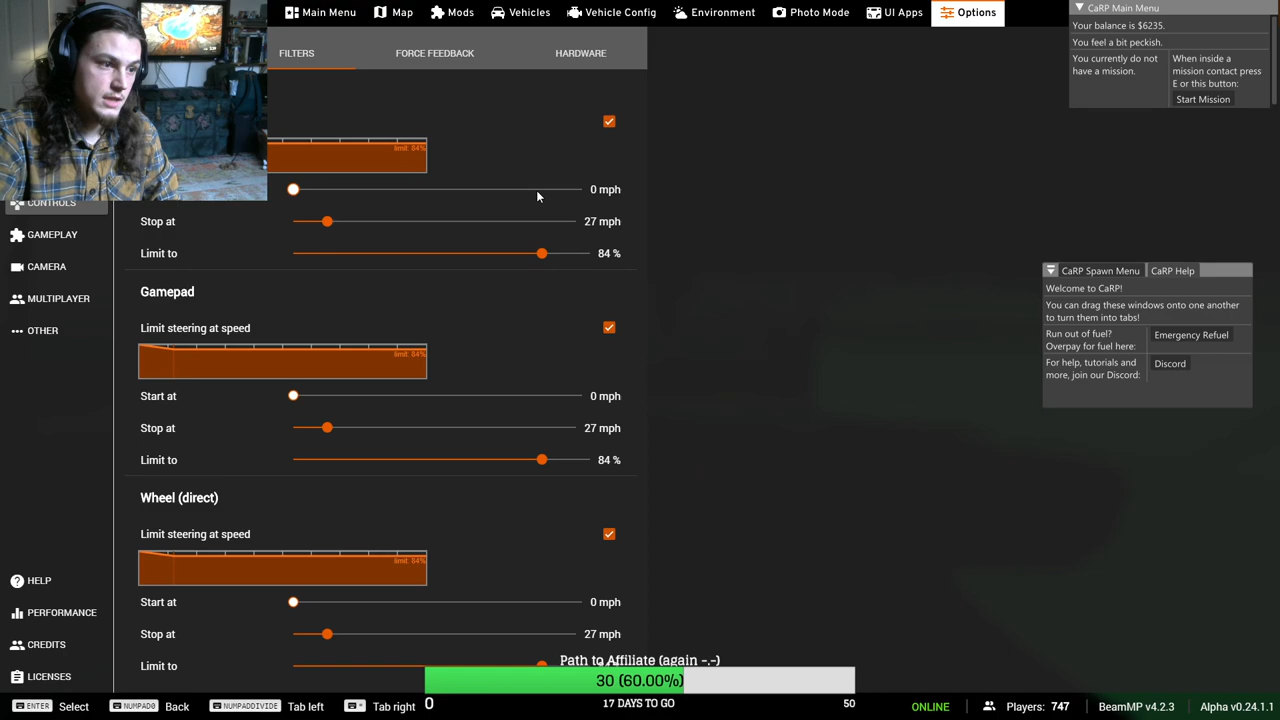 Main Menu
Map
Mods
Vehicles
Vehicle Config
Environment
Photo Mode
UI Apps
Options
FILTERS
FORCE FEEDBACK
HARDWARE
limit: 84%
0 mph
Stop at
27 mph
Limit to
84 %
Gamepad
Limit steering at speed
limit: 84%
Start at
0 mph
Stop at
27 mph
Limit to
84 %
Wheel (direct)
Limit steering at speed
limit: 84%
Start at
0 mph
Stop at
27 mph
Limit to
CONTROLS
GAMEPLAY
CAMERA
MULTIPLAYER
OTHER
HELP
PERFORMANCE
CREDITS
LICENSES
CaRP Main Menu
Your balance is $6235.
You feel a bit peckish.
You currently do not
have a mission.
When inside a
mission contact press
E or this button:
Start Mission
CaRP Spawn Menu
CaRP Help
Welcome to CaRP!
You can drag these windows onto one another
to turn them into tabs!
Run out of fuel?
Overpay for fuel here:
Emergency Refuel
For help, tutorials and
more, join our Discord:
Discord
Path to Affiliate (again -.-)
30 (60.00%)
0
17 DAYS TO GO
50
ENTER
Select
NUMPAD0
Back
NUMPADDIVIDE
Tab left
Tab right
ONLINE
Players: 747
BeamMP v4.2.3
Alpha v0.24.1.1